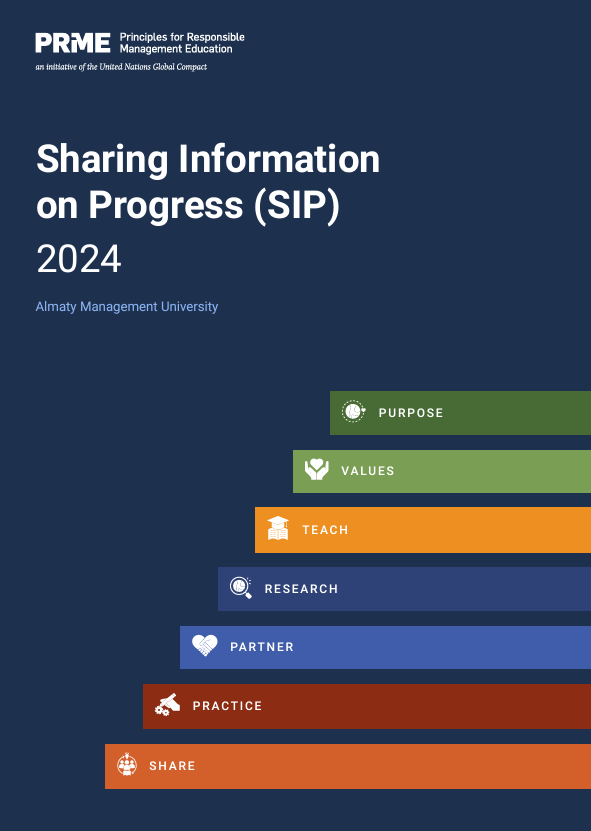 PRME Principles for Responsible
Management Education
an initiative of the United Nations Global Compact
Sharing Information
on Progress (SIP)
2024
Almaty Management University
PURPOSE
VALUES
TEACH
RESEARCH
PARTNER
PRACTICE
SHARE